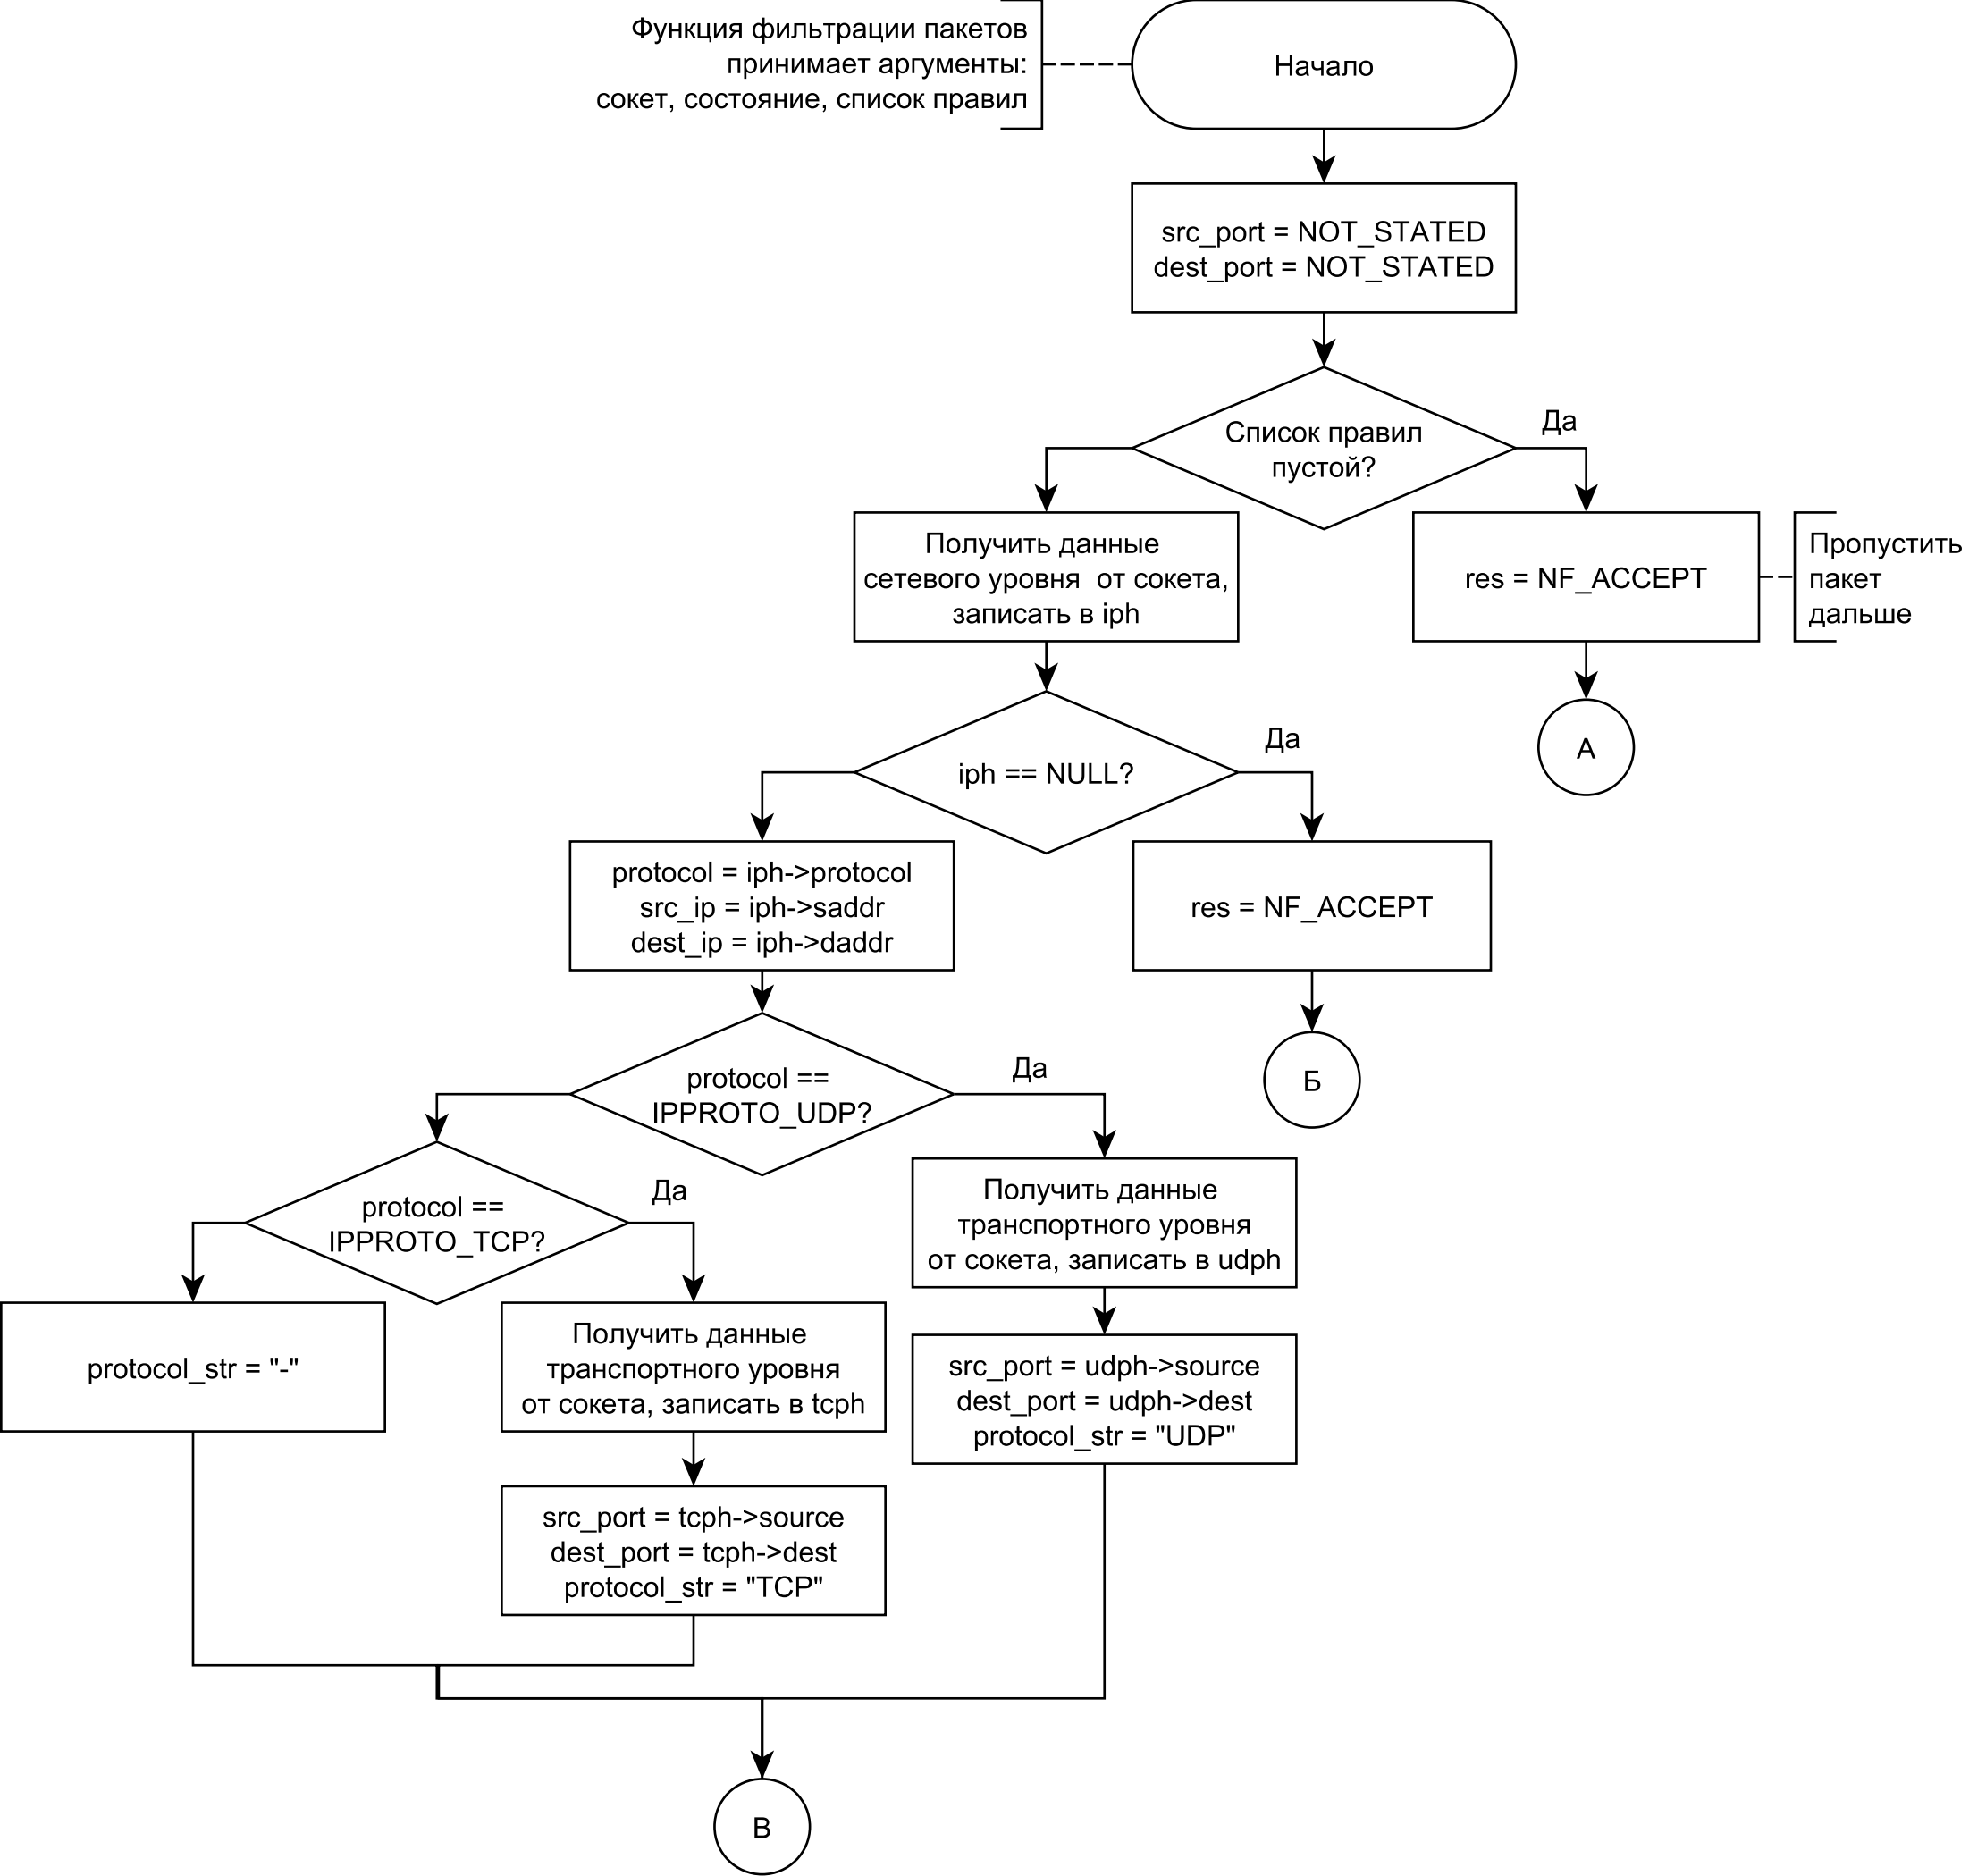 Функция фильтрации пакетов
принимает аргументы:
сокет, состояние, список правил
Начало
src_port = NOT_STATED
dest_port = NOT_STATED
Список правил
пустой?
Да
Получить данные
сетевого уровня от сокета,
записать в iph
res = NF_ACCEPT
Пропустить
пакет
дальше
А
iph == NULL?
Да
protocol = iph->protocol
src_ip = iph->saddr
dest_ip = iph->daddr
res = NF_ACCEPT
Б
protocol ==
IPPROTO_UDP?
Да
protocol ==
IPPROTO_TCP?
Да
Получить данные
транспортного уровня
от сокета, записать в udph
protocol_str = "-"
Получить данные
транспортного уровня
от сокета, записать в tcph
src_port = udph->source
dest_port = udph->dest
protocol_str = "UDP"
src_port = tcph->source
dest_port = tcph->dest
protocol_str = "TCP"
В